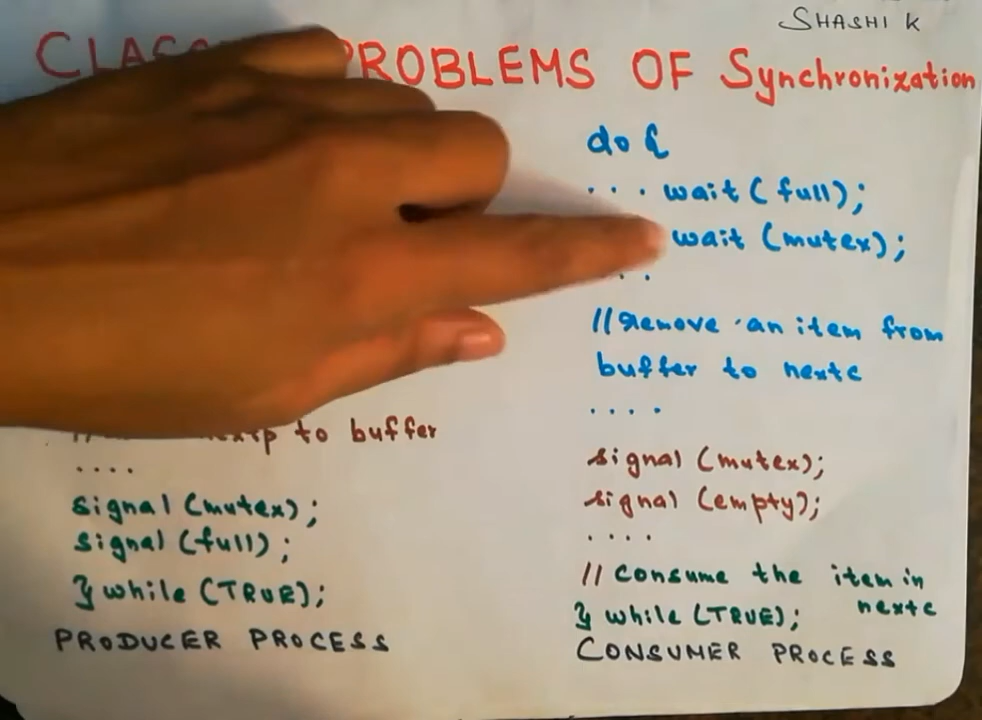 SHASHI K
PROBLEMS OF Synchronization
do {
... wait (full);
wait (mutex);
..
// Remove an item from
buffer to nextc
....
signal (mutex);
signal (empty);
....
// consume the item in
nextc
} while (TRUE);
CONSUMER PROCESS
to buffer
....
signal (mutex);
signal (full);
} while (TRUE);
PRODUCER PROCESS